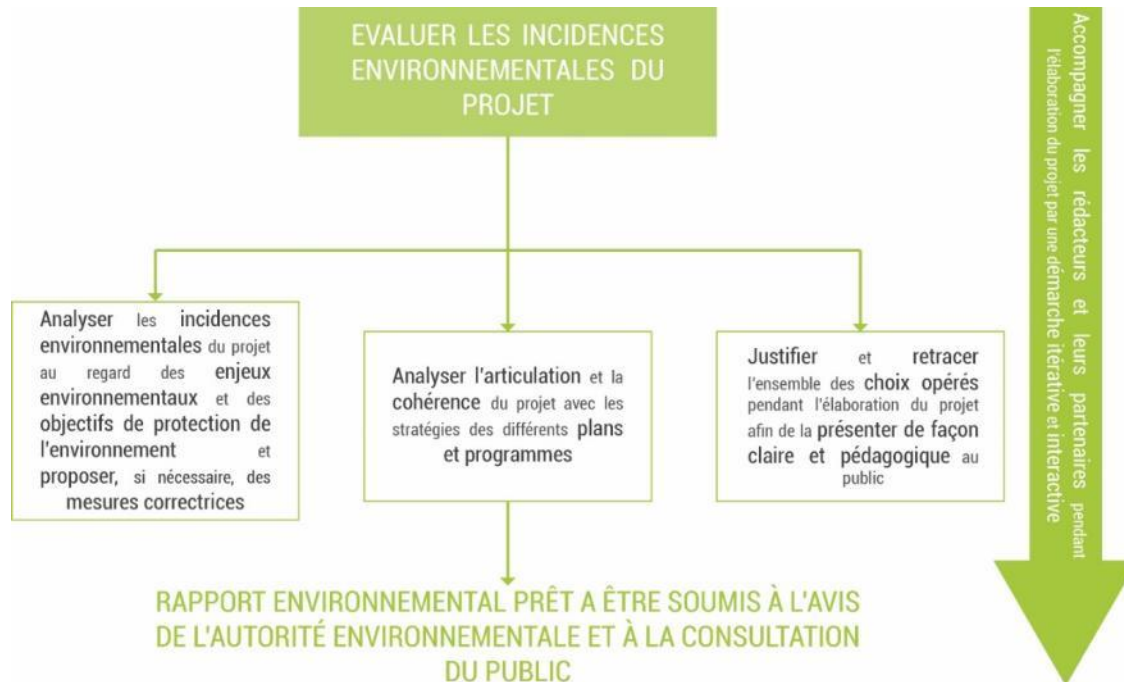 EVALUER LES INCIDENCES
ENVIRONNEMENTALES DU
PROJET
Analyser les incidences
environnementales du projet
au regard des enjeux
environnementaux et des
objectifs de protection de
l'environnement et
proposer, si nécessaire, des
mesures correctrices
Analyser l'articulation et la
cohérence du projet avec les
stratégies des différents plans
et programmes
Justifier et retracer
l'ensemble des choix opérés
pendant l'élaboration du projet
afin de la présenter de façon
claire et pédagogique au
public
RAPPORT ENVIRONNEMENTAL PRÊT A ÊTRE SOUMIS À L'AVIS
DE L'AUTORITÉ ENVIRONNEMENTALE ET À LA CONSULTATION
DU PUBLIC
Accompagner les rédacteurs et leurs partenaires pendant
l'élaboration du projet par une démarche itérative et interactive